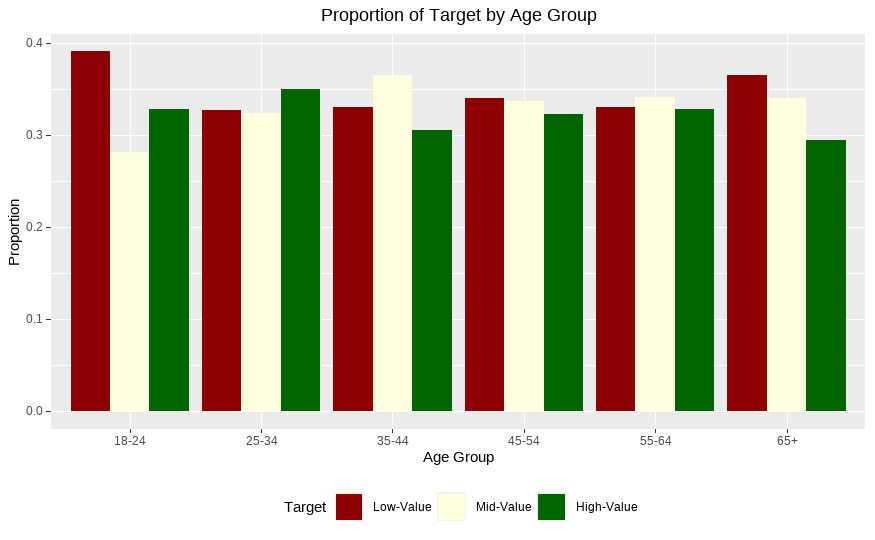 Proportion of Target by Age Group
Proportion
0.4
0.3
0.2
0.1
0.0
18-24 25-34 35-44 45-54 55-64 65+
Age Group
Target Low-Value Mid-Value High-Value